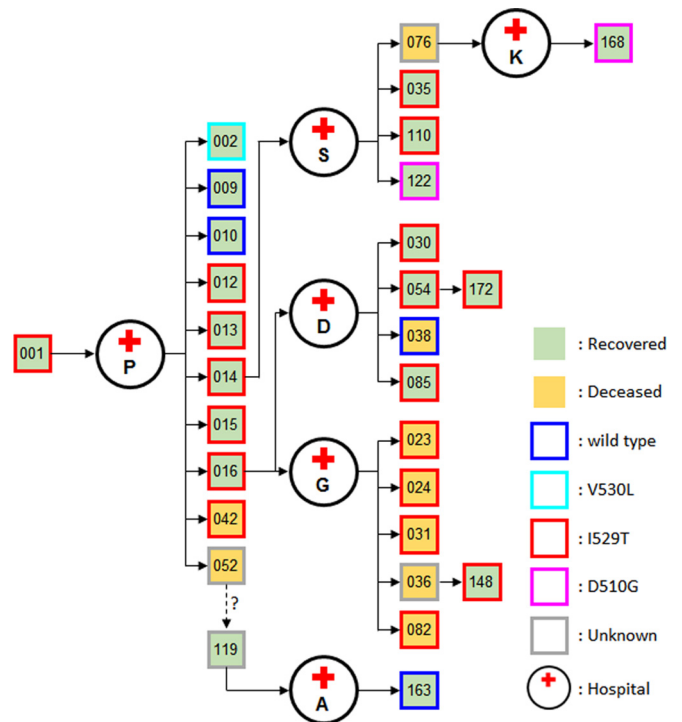 076
K
168
035
S
110
002
122
009
010
030
012
054
172
013
D
038
001
P
014
085
: Recovered
015
: Deceased
023
016
G
024
: wild type
042
031
: V530L
052
036
148
: I529T
?
082
: D510G
119
: Unknown
A
163
: Hospital